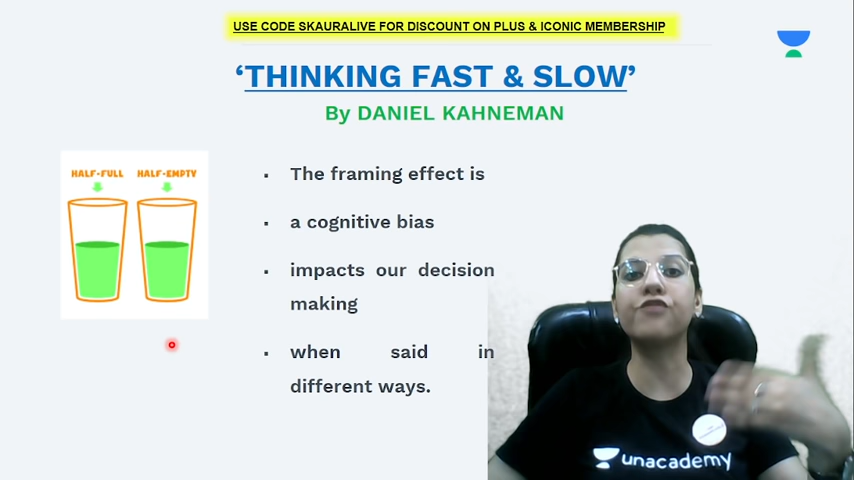 USE CODE SKAURALIVE FOR DISCOUNT ON PLUS & ICONIC MEMBERSHIP
‘THINKING FAST & SLOW’
By DANIEL KAHNEMAN
HALF-FULL HALF-EMPTY
▪ The framing effect is
▪ a cognitive bias
▪ impacts our decision
making
▪ when said in
different ways.
unacademy